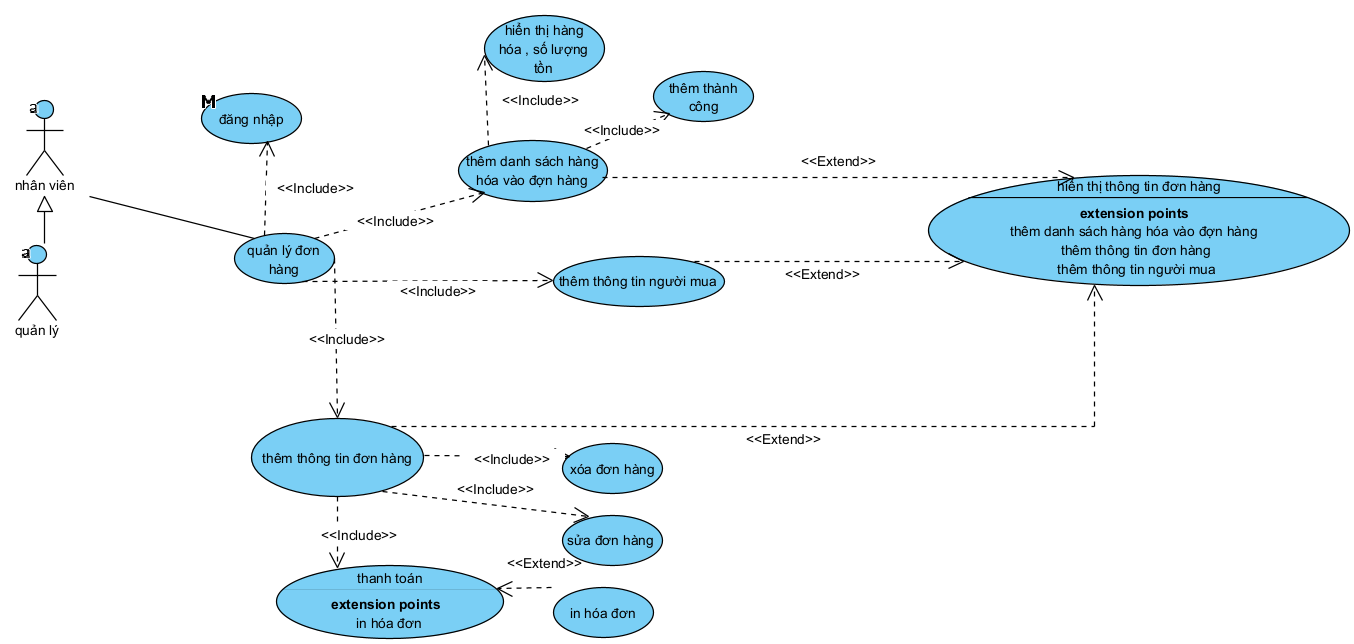 hiển thị hàng
hóa , số lượng
tồn
<<Include>>
thêm thành
công
<<Include>>
a
nhân viên
M
đăng nhập
<<Include>>
thêm danh sách hàng
hóa vào đợn hàng
<<Extend>>
hiển thị thông tin đơn hàng
extension points
thêm danh sách hàng hóa vào đợn hàng
thêm thông tin đơn hàng
thêm thông tin người mua
<<Include>>
a
quản lý
quản lý đơn
hàng
<<Include>>
thêm thông tin người mua
<<Extend>>
<<Include>>
thêm thông tin đơn hàng
<<Extend>>
<<Include>>
xóa đơn hàng
<<Include>>
sửa đơn hàng
<<Include>>
<<Extend>>
thanh toán
extension points
in hóa đơn
in hóa đơn